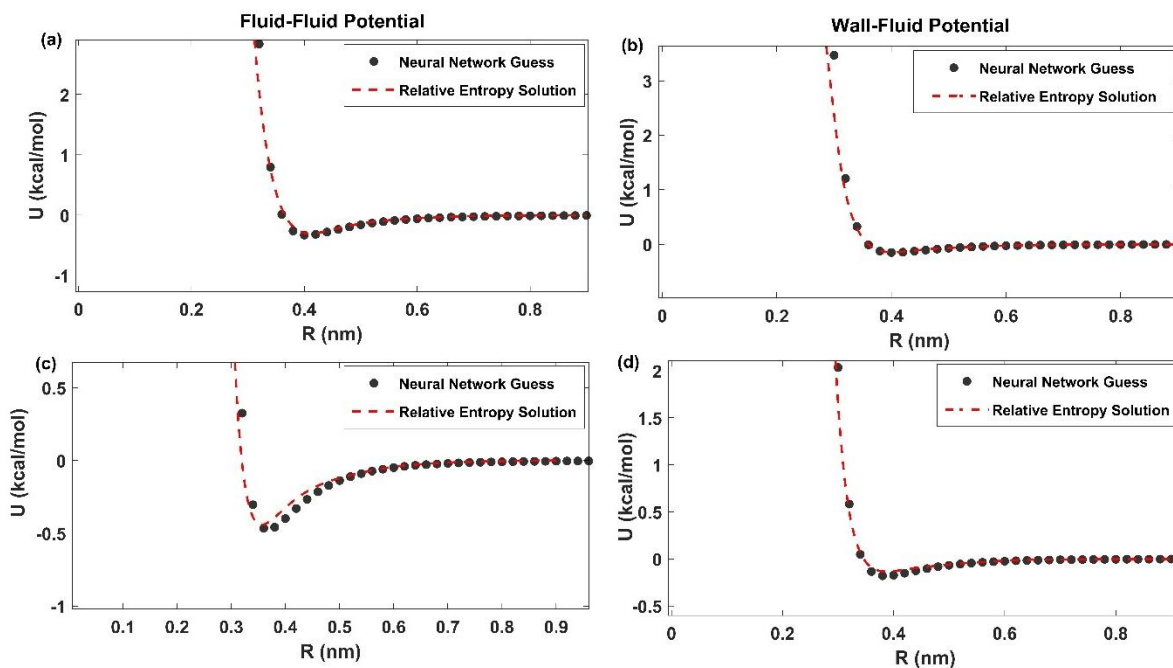 Fluid-Fluid Potential
Wall-Fluid Potential
(a)
Neural Network Guess
Relative Entropy Solution
2
1
0
-1
U (kcal/mol)
0 0.2 0.4 0.6 0.8
R (nm)
(b)
Neural Network Guess
Relative Entropy Solution
3
2
1
0
U (kcal/mol)
0 0.2 0.4 0.6 0.8
R (nm)
(c)
Neural Network Guess
Relative Entropy Solution
0.5
0
-0.5
-1
U (kcal/mol)
0.1 0.2 0.3 0.4 0.5 0.6 0.7 0.8 0.9
R (nm)
(d)
Neural Network Guess
Relative Entropy Solution
2
1.5
1
0.5
0
-0.5
U (kcal/mol)
0 0.2 0.4 0.6 0.8
R (nm)